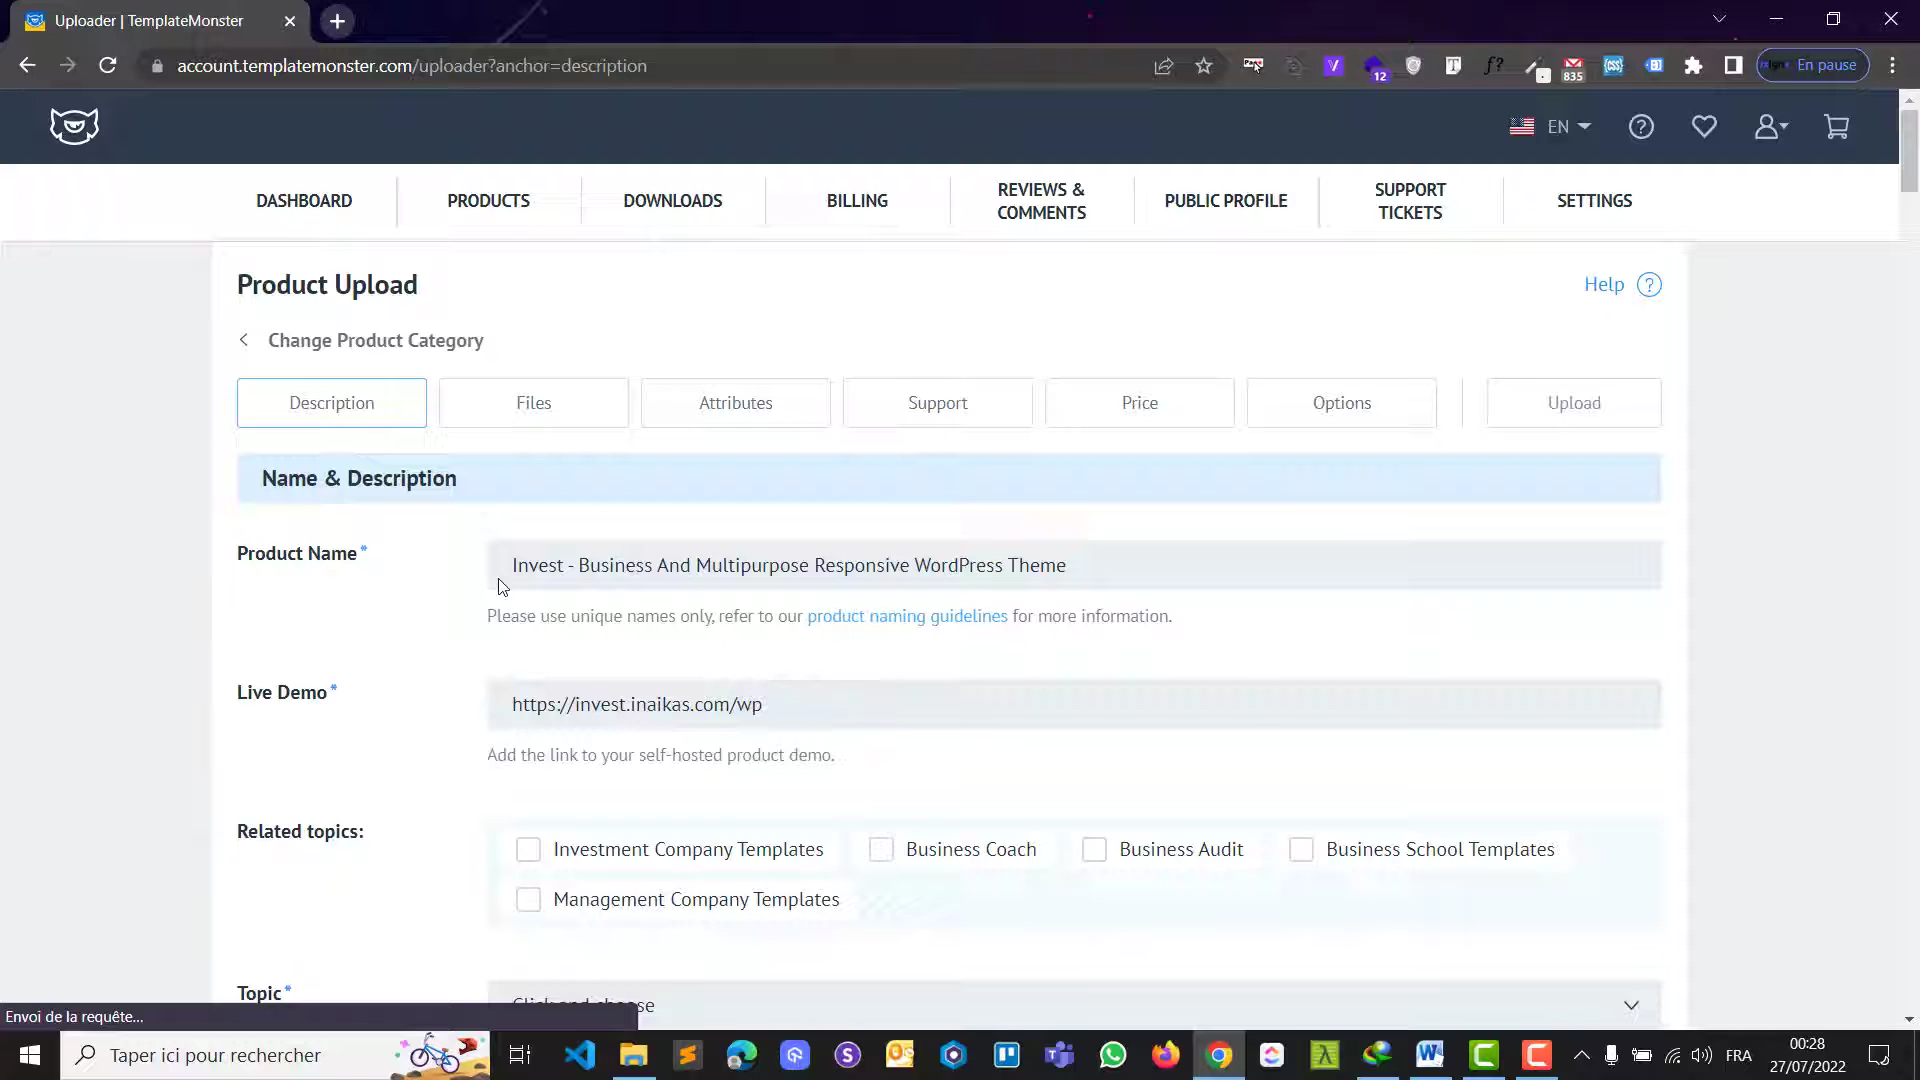 Uploader | TemplateMonster
account.templatemonster.com/uploader?anchor=description
12
835
En pause
EN
DASHBOARD
PRODUCTS
DOWNLOADS
BILLING
REVIEWS &
COMMENTS
PUBLIC PROFILE
SUPPORT
TICKETS
SETTINGS
Product Upload
Help
Change Product Category
Description
Files
Attributes
Support
Price
Options
Upload
Name & Description
Product Name*
Invest - Business And Multipurpose Responsive WordPress Theme
Please use unique names only, refer to our product naming guidelines for more information.
Live Demo*
https://invest.inaikas.com/wp
Add the link to your self-hosted product demo.
Related topics:
Investment Company Templates
Business Coach
Business Audit
Business School Templates
Management Company Templates
Topic*
Click and choose
Envoi de la requête...
Taper ici pour rechercher
FRA
00:28
27/07/2022